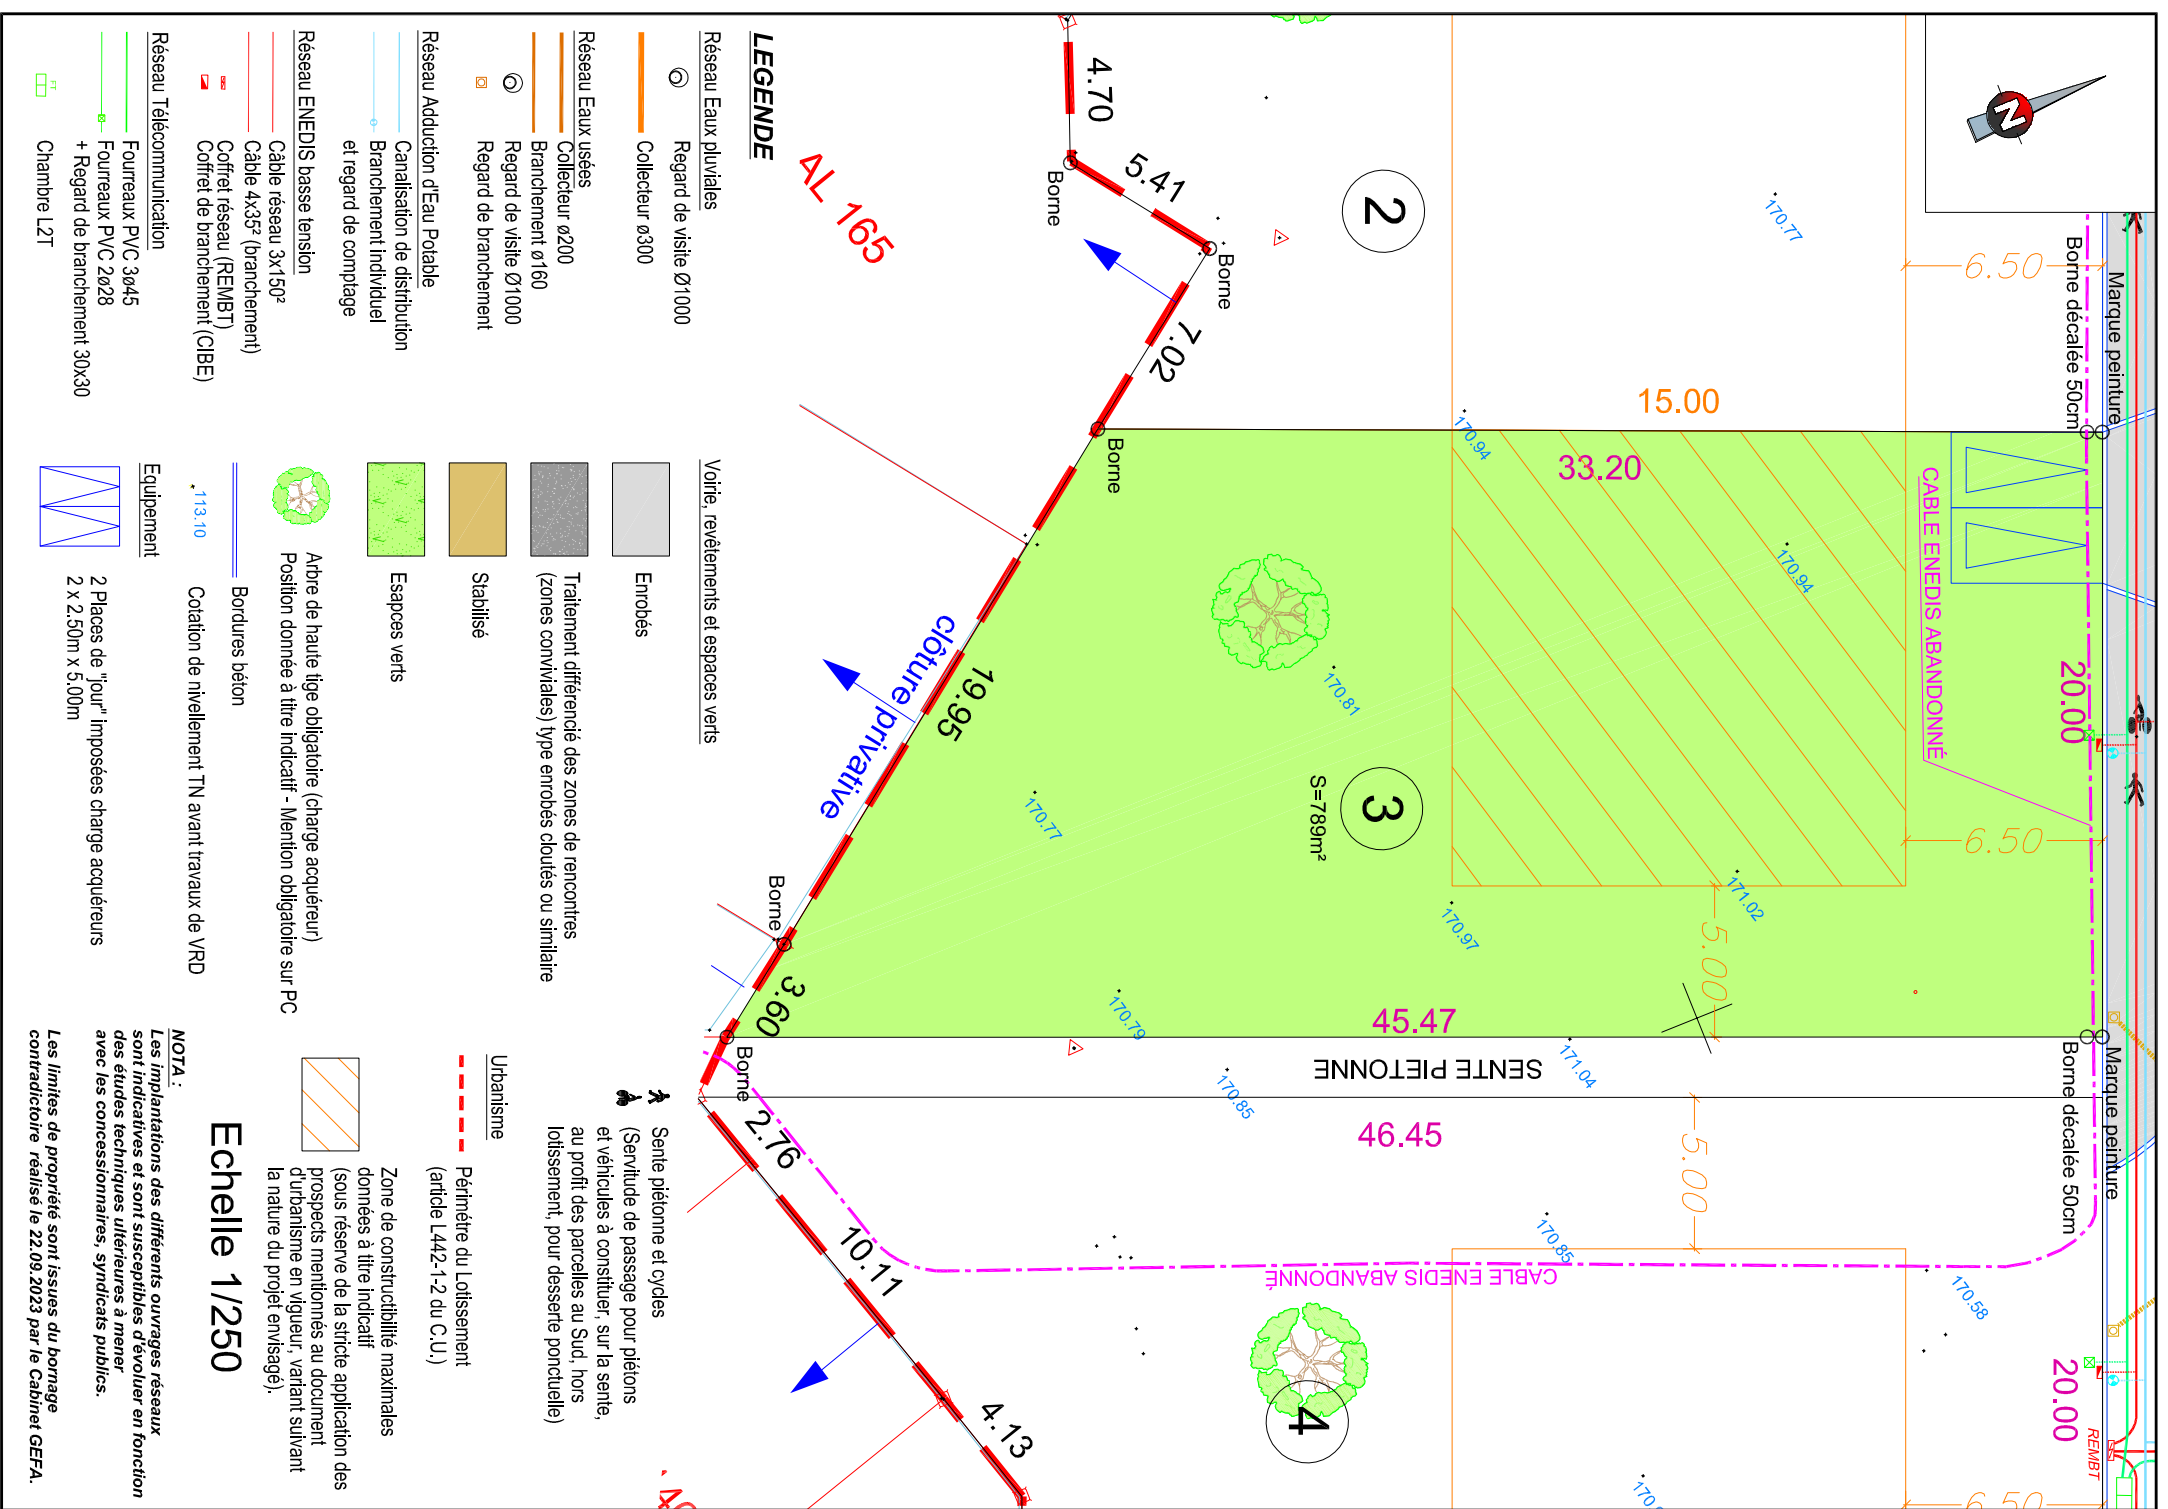 N
Marque peinture
Borne décalée 50cm
6.50
170.77
2
4.70
5.41
Borne
Borne
7.02
Borne
AL 165
15.00
33.20
170.94
170.94
CABLE ENEDIS ABANDONNÉ
20.00
6.50
170.81
3
S=789m²
170.77
171.02
170.97
5.00
19.95
clôture privative
Borne
3.60
Borne
170.79
45.47
SENTE PIETONNE
171.04
170.85
46.45
Marque peinture
Borne décalée 50cm
5.00
2.76
10.11
4.13
170.85
CABLE ENEDIS ABANDONNÉ
170.58
4
20.00
REMBT
6.50
LEGENDE
Réseau Eaux pluviales
Regard de visite Ø1000
Collecteur ø300
Réseau Eaux usées
Collecteur ø200
Branchement ø160
Regard de visite Ø1000
Regard de branchement
Réseau Adduction d'Eau Potable
Canalisation de distribution
Branchement individuel
et regard de comptage
Réseau ENEDIS basse tension
Câble réseau 3x150²
Câble 4x35² (branchement)
Coffret réseau (REMBT)
Coffret de branchement (CIBE)
Réseau Télécommunication
Fourreaux PVC 3ø45
Fourreaux PVC 2ø28
+ Regard de branchement 30x30
FT
Chambre L2T
Voirie, revêtements et espaces verts
Enrobés
Traitement différencié des zones de rencontres
(zones conviviales) type enrobés cloutés ou similaire
Stabilisé
Esapces verts
Arbre de haute tige obligatoire (charge acquéreur)
Position donnée à titre indicatif - Mention obligatoire sur PC
Bordures béton
113.10
Cotation de nivellement TN avant travaux de VRD
Equipement
2 Places de "jour" imposées charge acquéreurs
2 x 2.50m x 5.00m
Sente piétonne et cycles
(Servitude de passage pour piétons
et véhicules à constituer, sur la sente,
au profit des parcelles au Sud, hors
lotissement, pour desserte ponctuelle)
Urbanisme
Périmétre du Lotissement
(article L442-1-2 du C.U.)
Zone de constructibilité maximales
données à titre indicatif
(sous réserve de la stricte application des
prospects mentionnés au document
d'urbanisme en vigueur, variant suivant
la nature du projet envisagé).
Echelle 1/250
NOTA :
Les implantations des différents ouvrages réseaux
sont indicatives et sont susceptibles d'évoluer en fonction
des études techniques ultérieures à mener
avec les concessionnaires, syndicats publics.
Les limites de propriété sont issues du bornage
contradictoire réalisé le 22.09.2023 par le Cabinet GEFA.